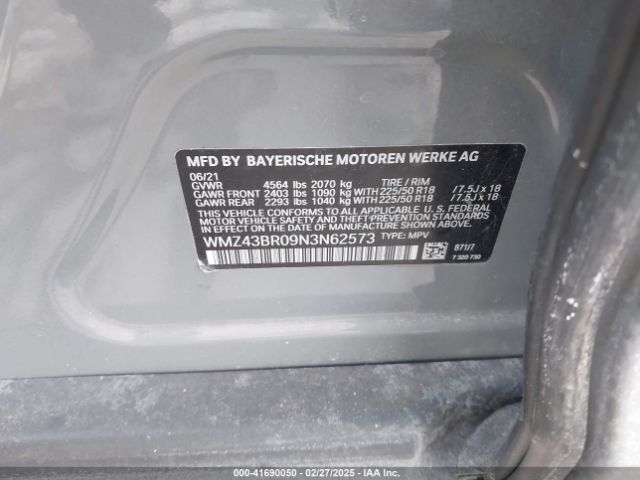 MFD BY BAYERISCHE MOTOREN WERKE AG
06/21
GVWR 4564 lbs 2070 kg TIRE / RIM
GAWR FRONT 2403 lbs 1090 kg WITH 225/50 R18 / 7.5J x 18
GAWR REAR 2293 lbs 1040 kg WITH 225/50 R18 / 7.5J x 18
THIS VEHICLE CONFORMS TO ALL APPLICABLE FEDERAL MOTOR VEHICLE SAFETY, BUMPER, AND THEFT PREVENTION STANDARDS IN EFFECT ON THE DATE OF MANUFACTURE SHOWN ABOVE.
WMZ43BR09N3N62573 TYPE: MPV
871/7
7 320 730
000-41690050 - 02/27/2025 - IAA Inc.